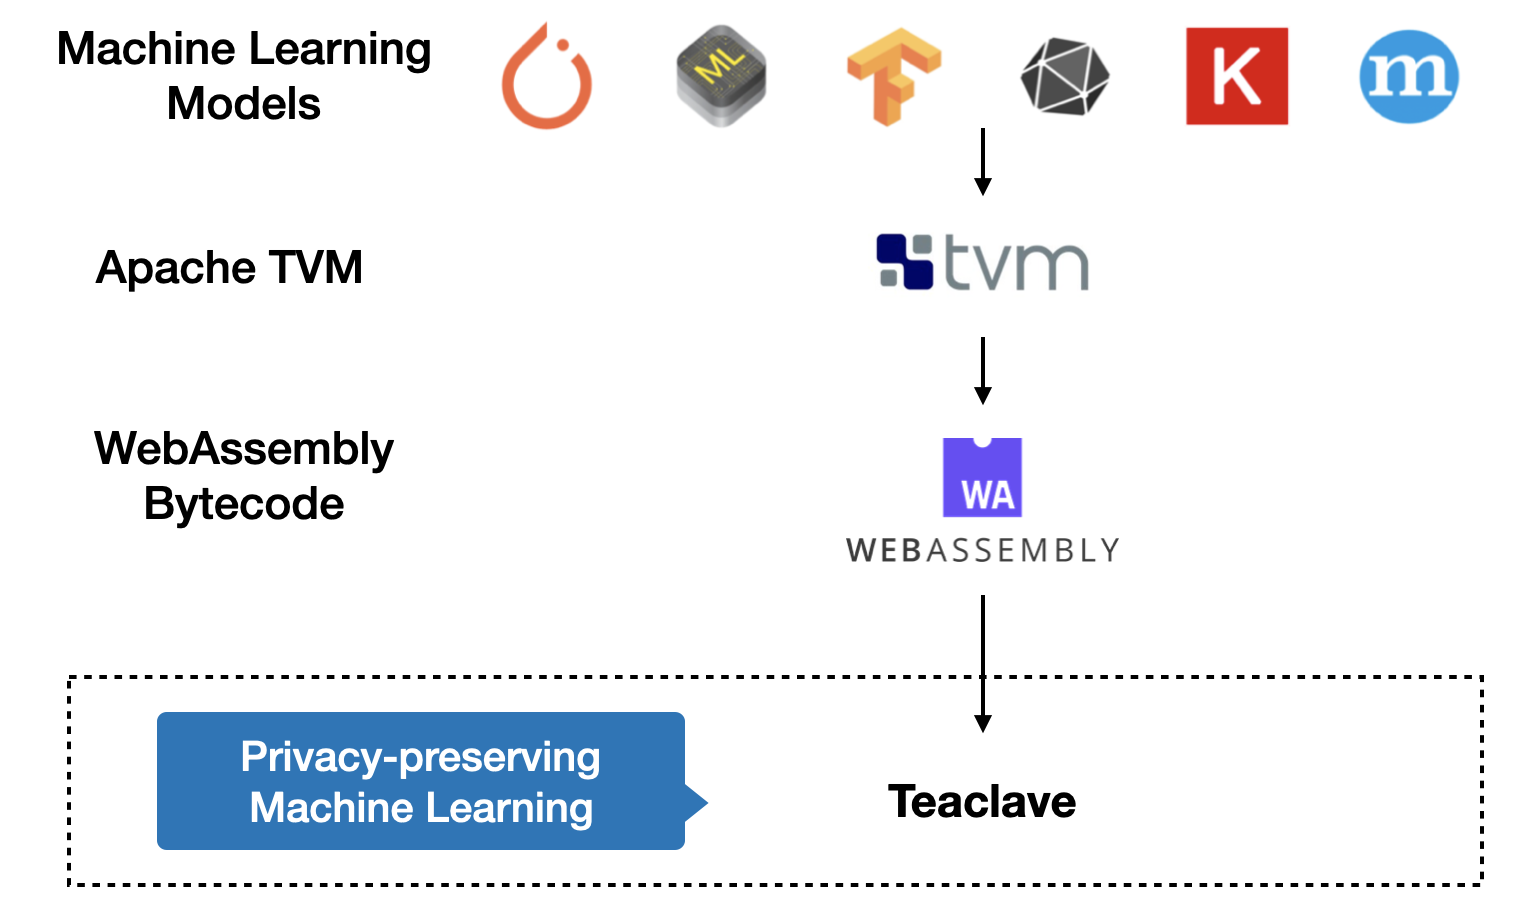 Machine Learning
Models
ML
K
m
Apache TVM
tvm
WebAssembly
Bytecode
WA
WEBASSEMBLY
Privacy-preserving
Machine Learning
Teaclave